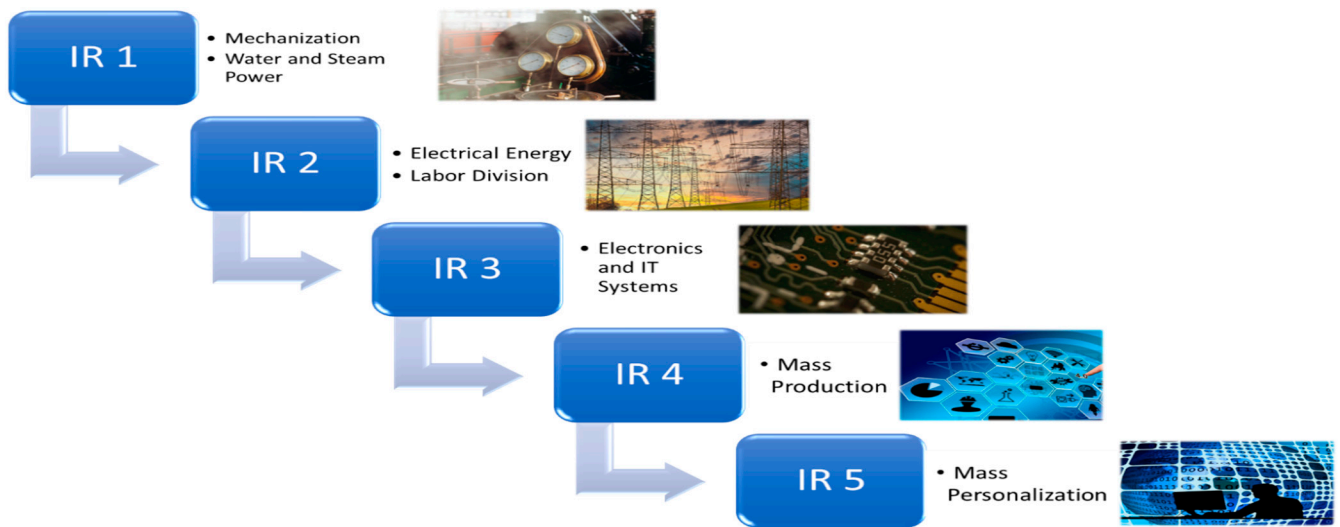 IR 1
• Mechanization
• Water and Steam
Power
IR 2
• Electrical Energy
• Labor Division
IR 3
• Electronics
and IT
Systems
IR 4
• Mass
Production
IR 5
• Mass
Personalization